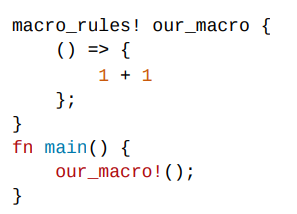 macro_rules! our_macro {
    () => {
        1 + 1
    };
}
fn main() {
    our_macro!();
}